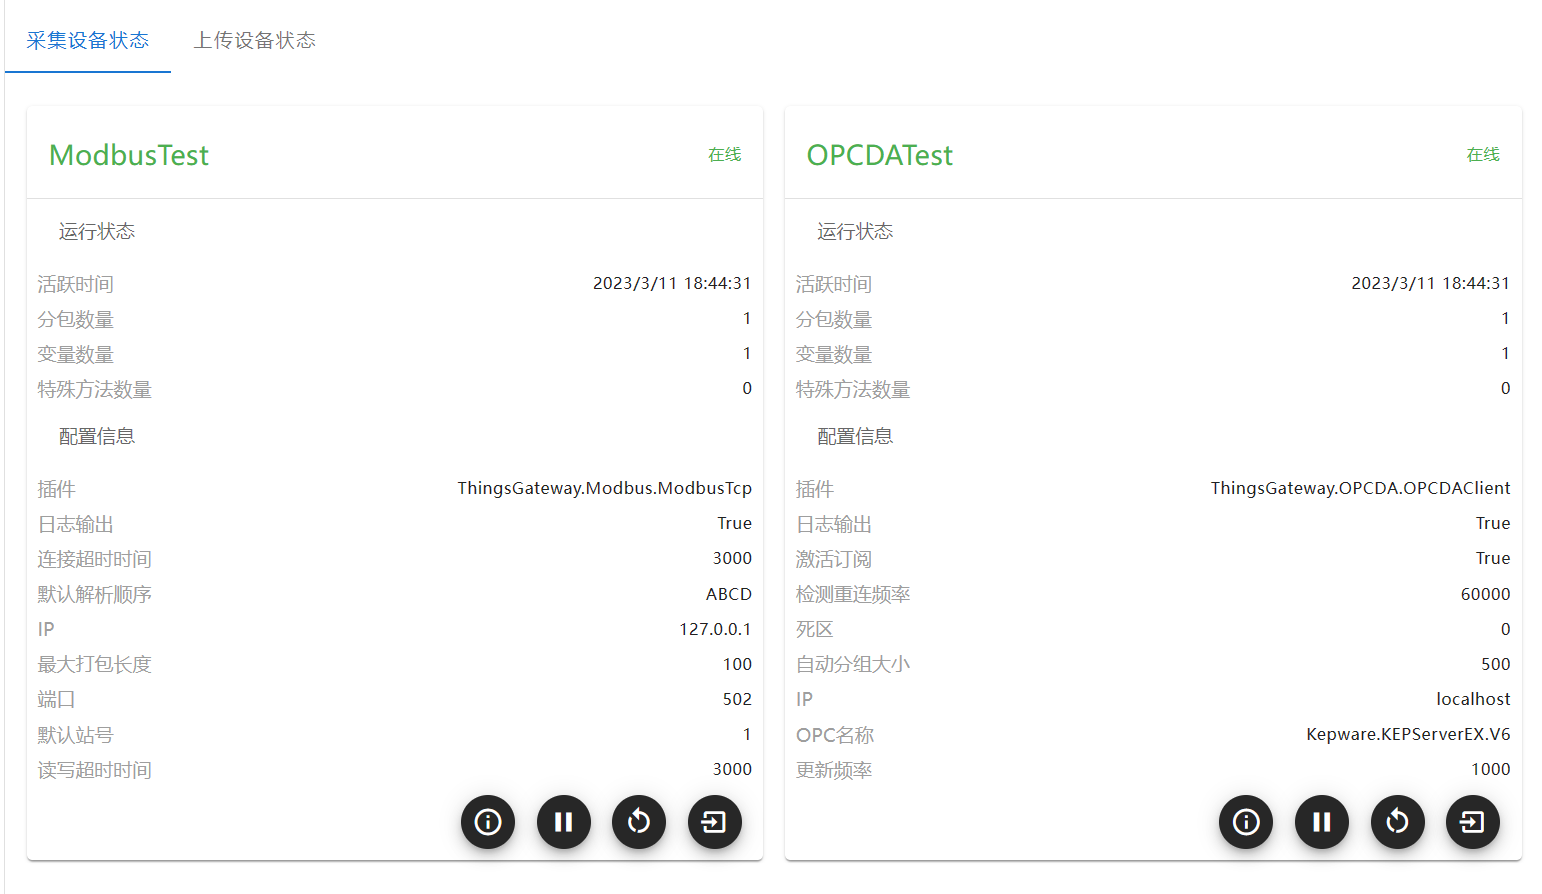 采集设备状态 上传设备状态
ModbusTest 在线
运行状态
活跃时间 2023/3/11 18:44:31
分包数量 1
变量数量 1
特殊方法数量 0
配置信息
插件 ThingsGateway.Modbus.ModbusTcp
日志输出 True
连接超时时间 3000
默认解析顺序 ABCD
IP 127.0.0.1
最大打包长度 100
端口 502
默认站号 1
读写超时时间 3000
OPCDATest 在线
运行状态
活跃时间 2023/3/11 18:44:31
分包数量 1
变量数量 1
特殊方法数量 0
配置信息
插件 ThingsGateway.OPCDA.OPCDAClient
日志输出 True
激活订阅 True
检测重连频率 60000
死区 0
自动分组大小 500
IP localhost
OPC名称 Kepware.KEPServerEX.V6
更新频率 1000